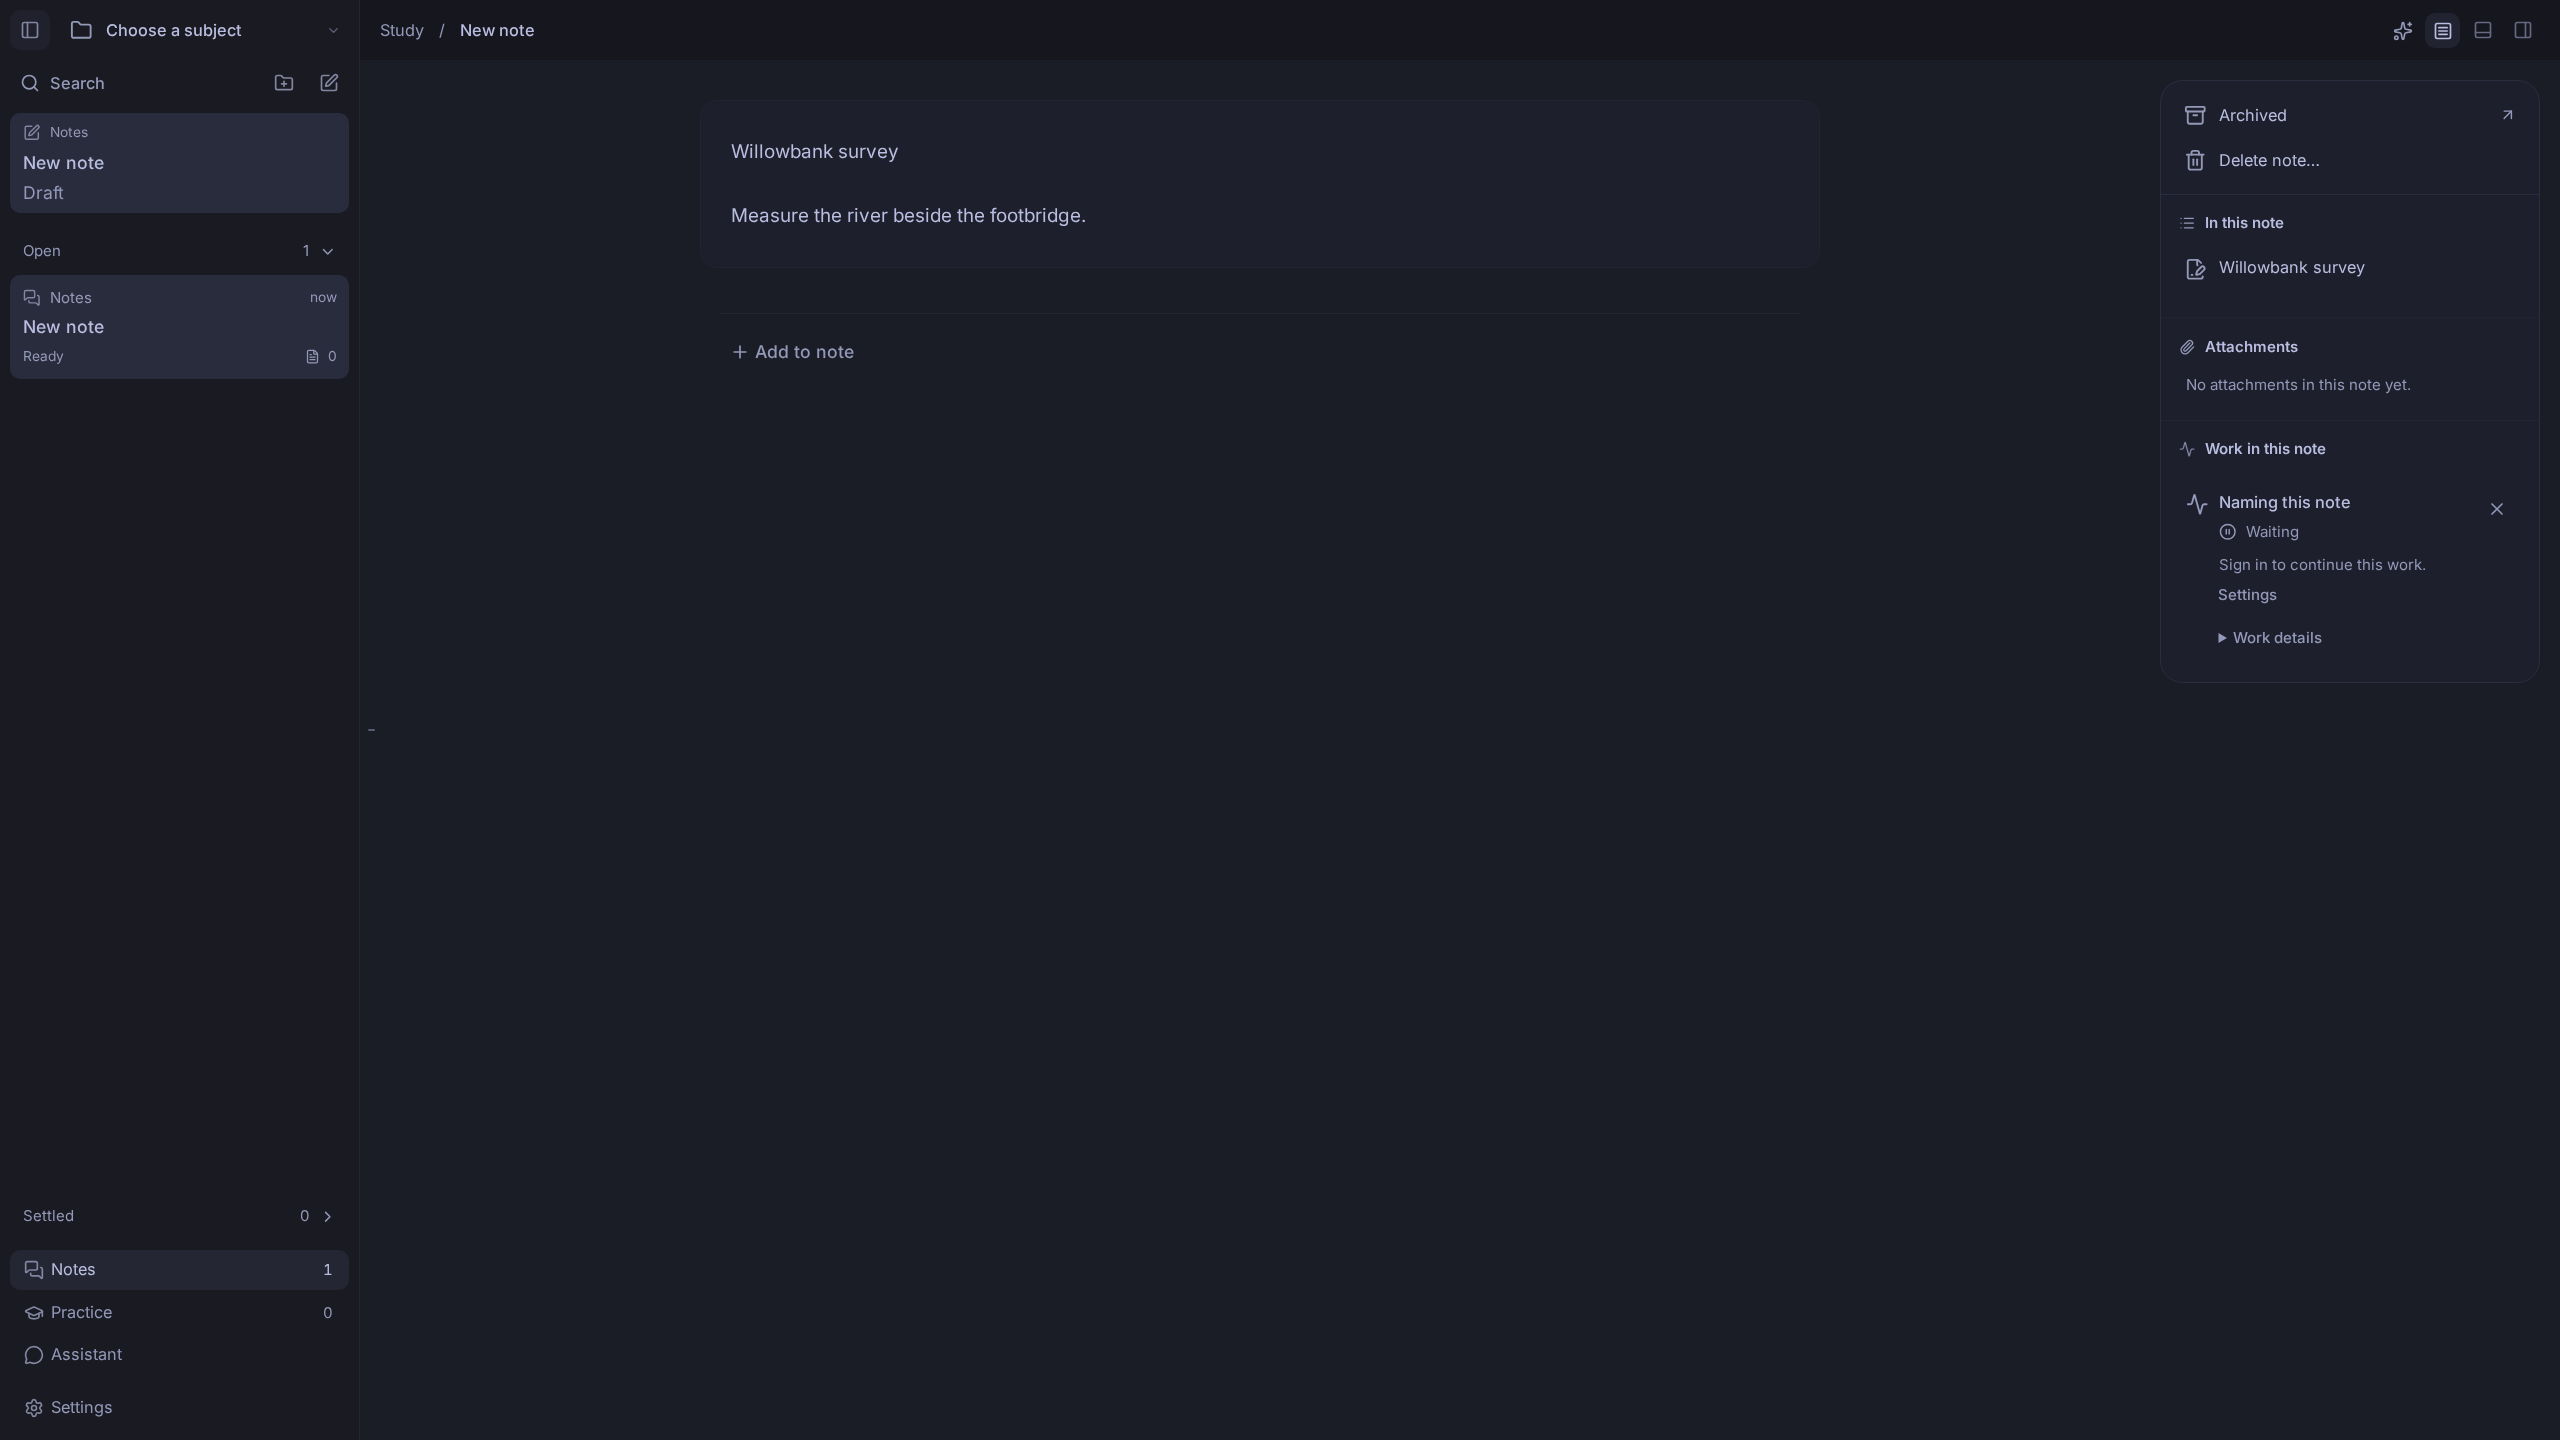 Choose a subject
Search
Notes
New note
Draft
Open 1
Notes now
New note
Ready 0
Settled 0
Notes 1
Practice 0
Assistant
Settings
Study / New note
Willowbank survey
Measure the river beside the footbridge.
Add to note
Archived
Delete note...
In this note
Willowbank survey
Attachments
No attachments in this note yet.
Work in this note
Naming this note
Waiting
Sign in to continue this work.
Settings
Work details